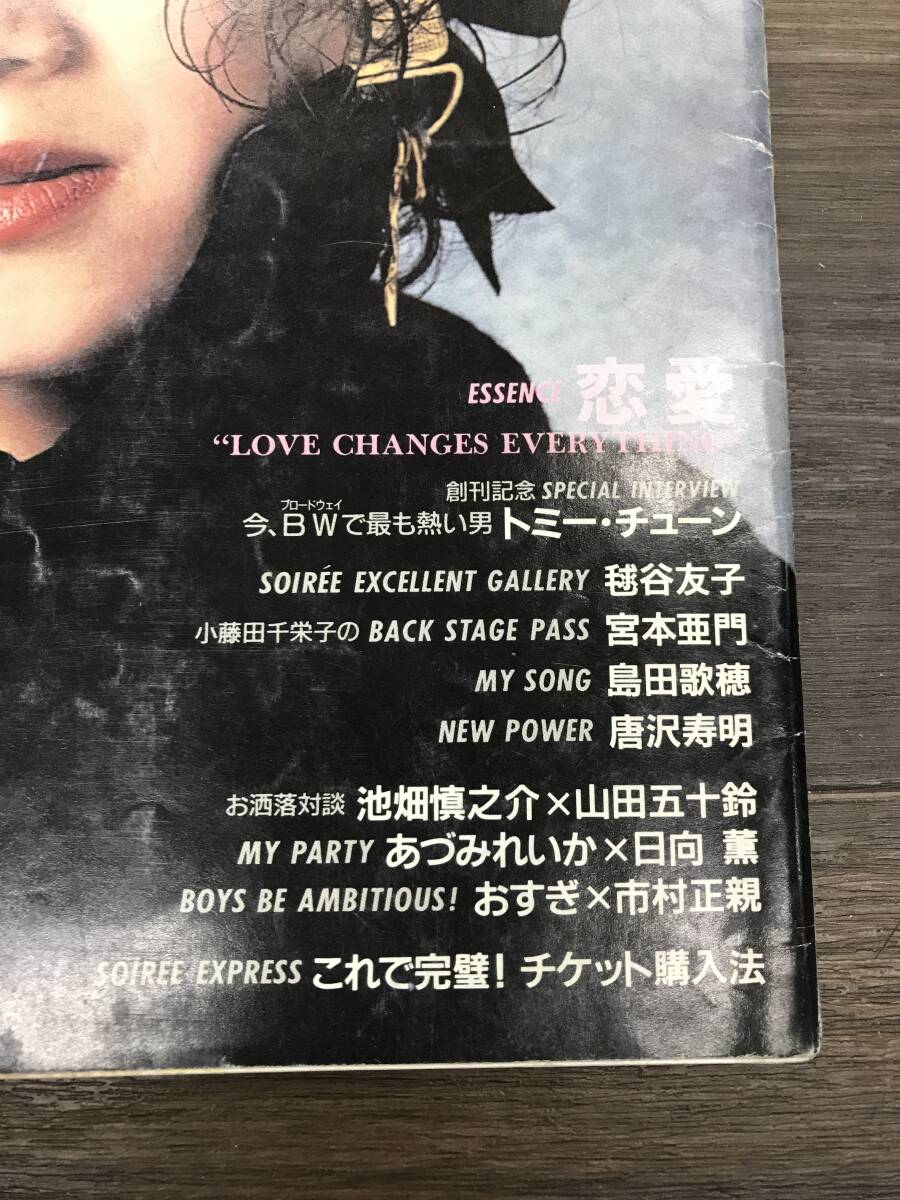 ESSENCE 恋愛
“LOVE CHANGES EVERYTHING”
創刊記念 SPECIAL INTERVIEW
ブロードウェイ
今、BWで最も熱い男 トミー・チューン
SOIRÉE EXCELLENT GALLERY 毬谷友子
小藤田千栄子の BACK STAGE PASS 宮本亜門
MY SONG 島田歌穂
NEW POWER 唐沢寿明
お洒落対談 池畑慎之介×山田五十鈴
MY PARTY あづみれいか×日向 薫
BOYS BE AMBITIOUS! おすぎ×市村正親
SOIRÉE EXPRESS これで完璧! チケット購入法